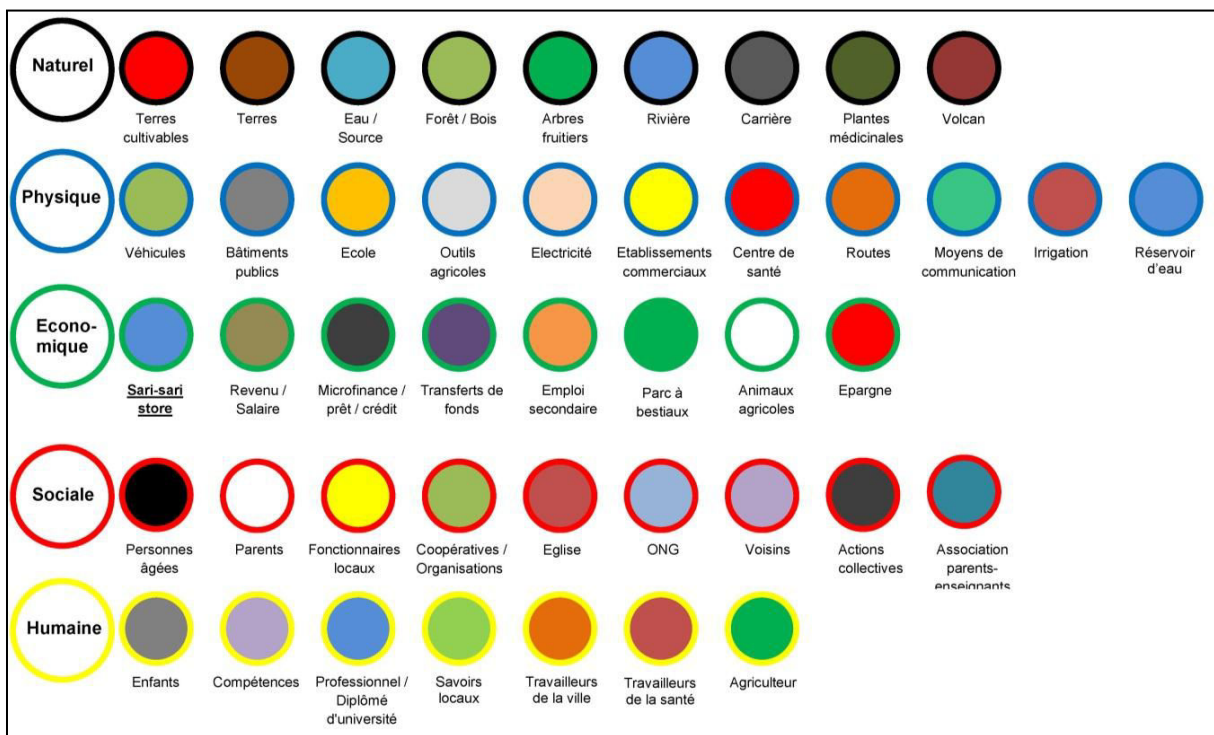 Naturel
Terres
cultivables
Terres
Eau /
Source
Forêt / Bois
Arbres
fruitiers
Rivière
Carrière
Plantes
médicinales
Volcan
Physique
Véhicules
Bâtiments
publics
Ecole
Outils
agricoles
Electricité
Etablissements
commerciaux
Centre de
santé
Routes
Moyens de
communication
Irrigation
Réservoir
d'eau
Econo-
mique
Sari-sari
store
Revenu /
Salaire
Microfinance /
prêt / crédit
Transferts de
fonds
Emploi
secondaire
Parc à
bestiaux
Animaux
agricoles
Epargne
Sociale
Personnes
âgées
Parents
Fonctionnaires
locaux
Coopératives /
Organisations
Eglise
ONG
Voisins
Actions
collectives
Association
parents-
enseignants
Humaine
Enfants
Compétences
Professionnel /
Diplômé
d'université
Savoirs
locaux
Travailleurs
de la ville
Travailleurs
de la santé
Agriculteur